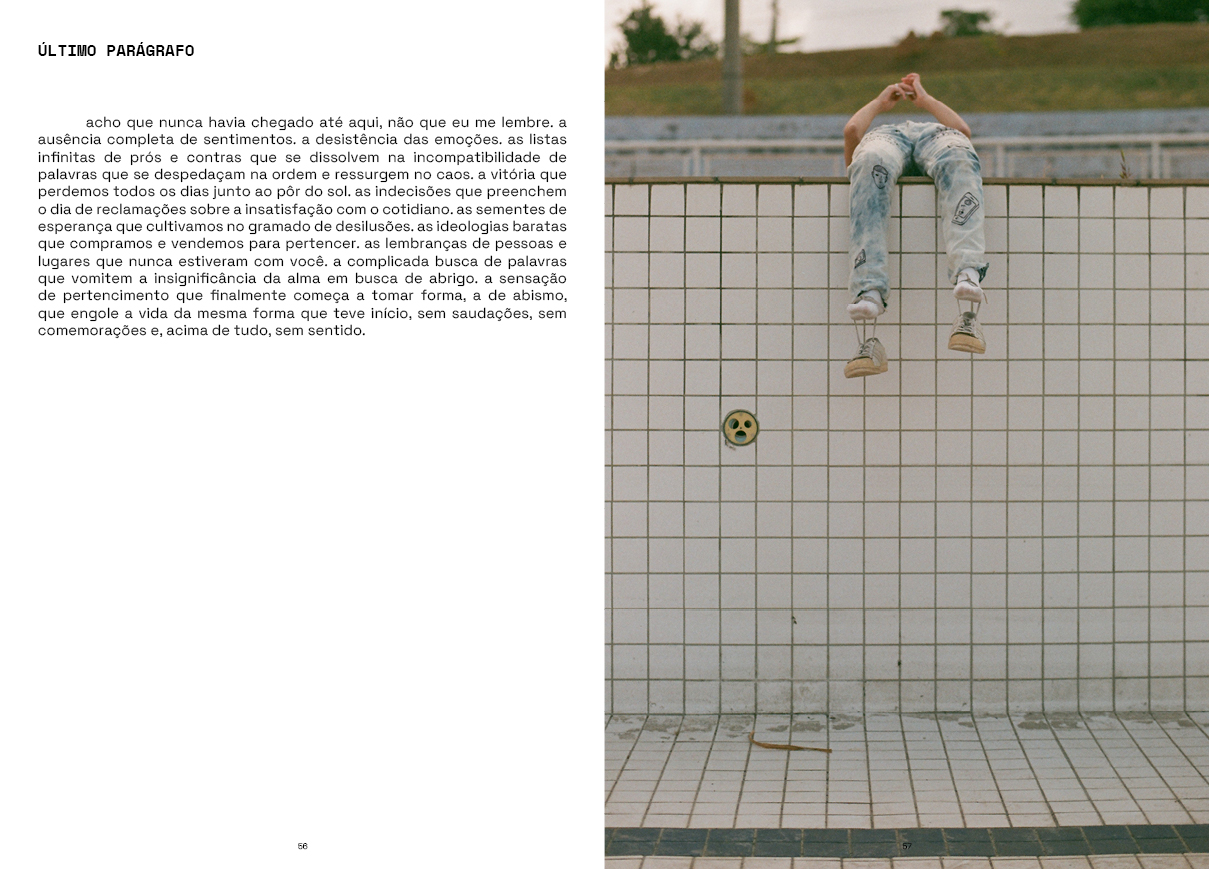 ÚLTIMO PARÁGRAFO
acho que nunca havia chegado até aqui, não que eu me lembre. a
ausência completa de sentimentos. a desistência das emoções. as listas
infinitas de prós e contras que se dissolvem na incompatibilidade de
palavras que se despedaçam na ordem e ressurgem no caos. a vitória que
perdemos todos os dias junto ao pôr do sol. as indecisões que preenchem
o dia de reclamações sobre a insatisfação com o cotidiano. as sementes de
esperança que cultivamos no gramado de desilusões. as ideologias baratas
que compramos e vendemos para pertencer. as lembranças de pessoas e
lugares que nunca estiveram com você. a complicada busca de palavras
que vomitem a insignificância da alma em busca de abrigo. a sensação
de pertencimento que finalmente começa a tomar forma, a de abismo,
que engole a vida da mesma forma que teve início, sem saudações, sem
comemorações e, acima de tudo, sem sentido.
56
57